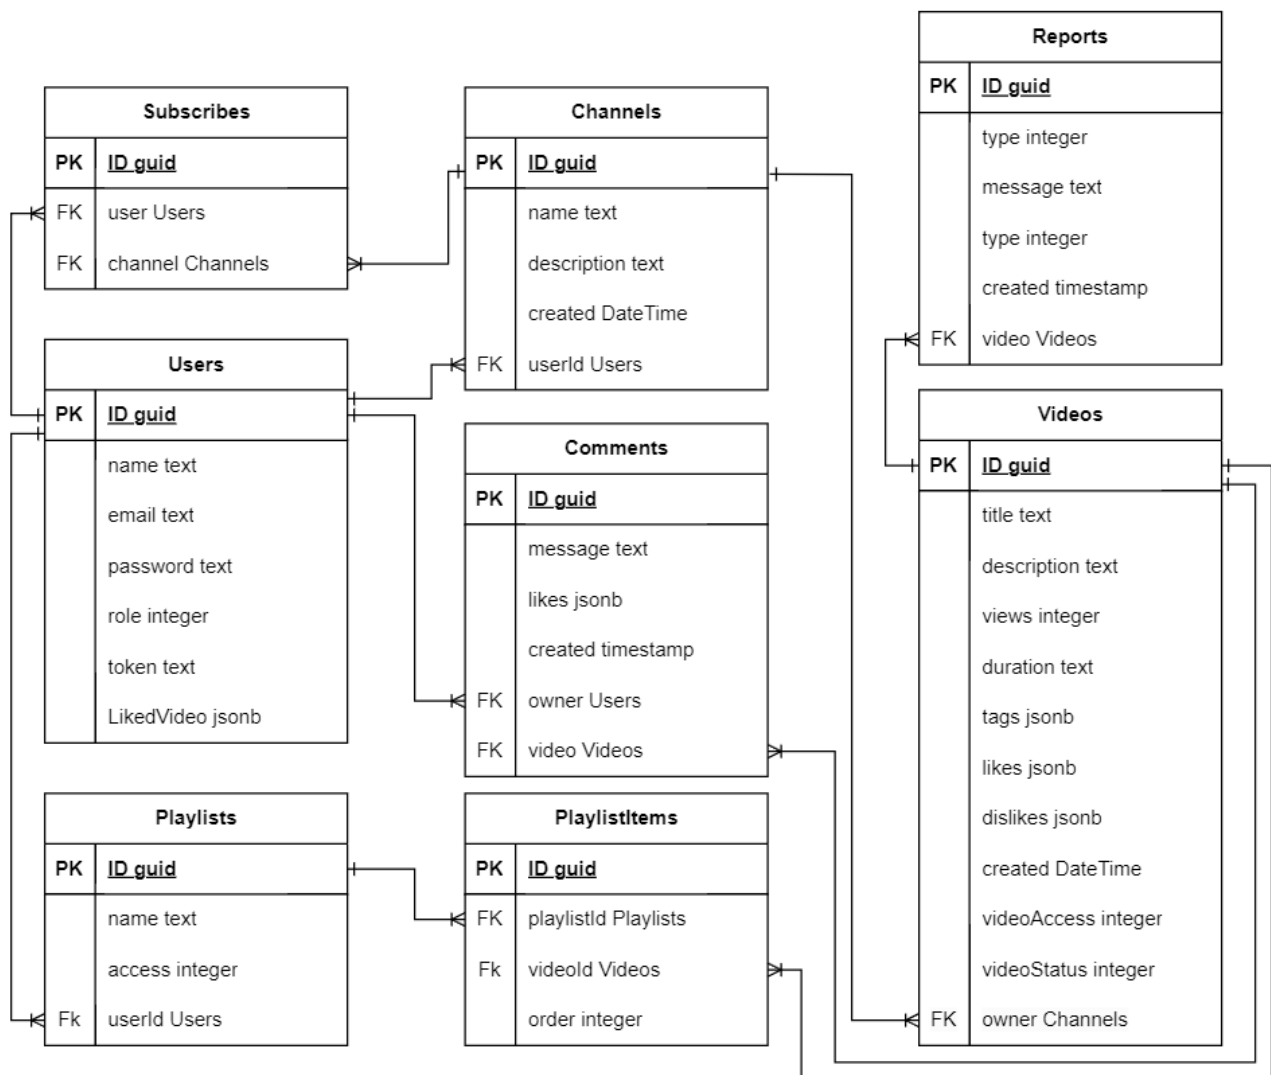 Subscribes
PK ID guid
FK user Users
FK channel Channels
Users
PK ID guid
name text
email text
password text
role integer
token text
LikedVideo jsonb
Playlists
PK ID guid
name text
access integer
Fk userId Users
Channels
PK ID guid
name text
description text
created DateTime
FK userId Users
Comments
PK ID guid
message text
likes jsonb
created timestamp
FK owner Users
FK video Videos
PlaylistItems
PK ID guid
FK playlistId Playlists
Fk videoId Videos
order integer
Reports
PK ID guid
type integer
message text
type integer
created timestamp
FK video Videos
Videos
PK ID guid
title text
description text
views integer
duration text
tags jsonb
likes jsonb
dislikes jsonb
created DateTime
videoAccess integer
videoStatus integer
FK owner Channels